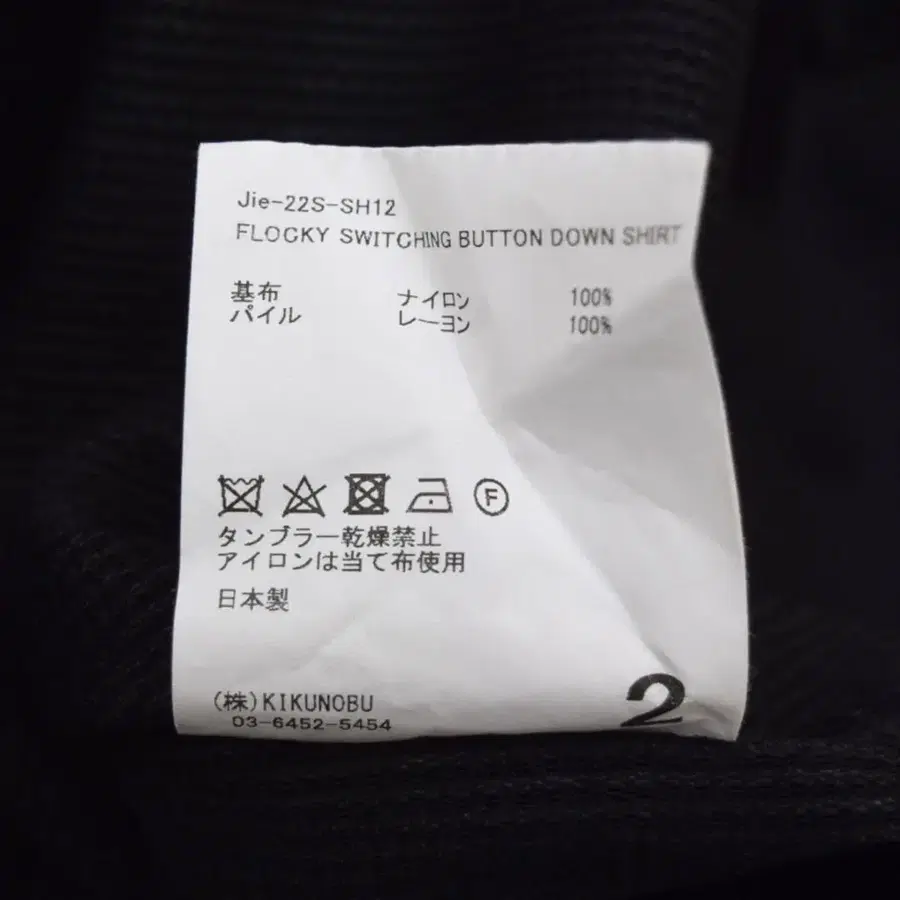 Jie-22S-SH12
FLOCKY SWITCHING BUTTON DOWN SHIRT
基布 ナイロン 100%
パイル レーヨン 100%
F
タンブラー乾燥禁止
アイロンは当て布使用
日本製
(株)KIKUNOBU
03-6452-5454
2